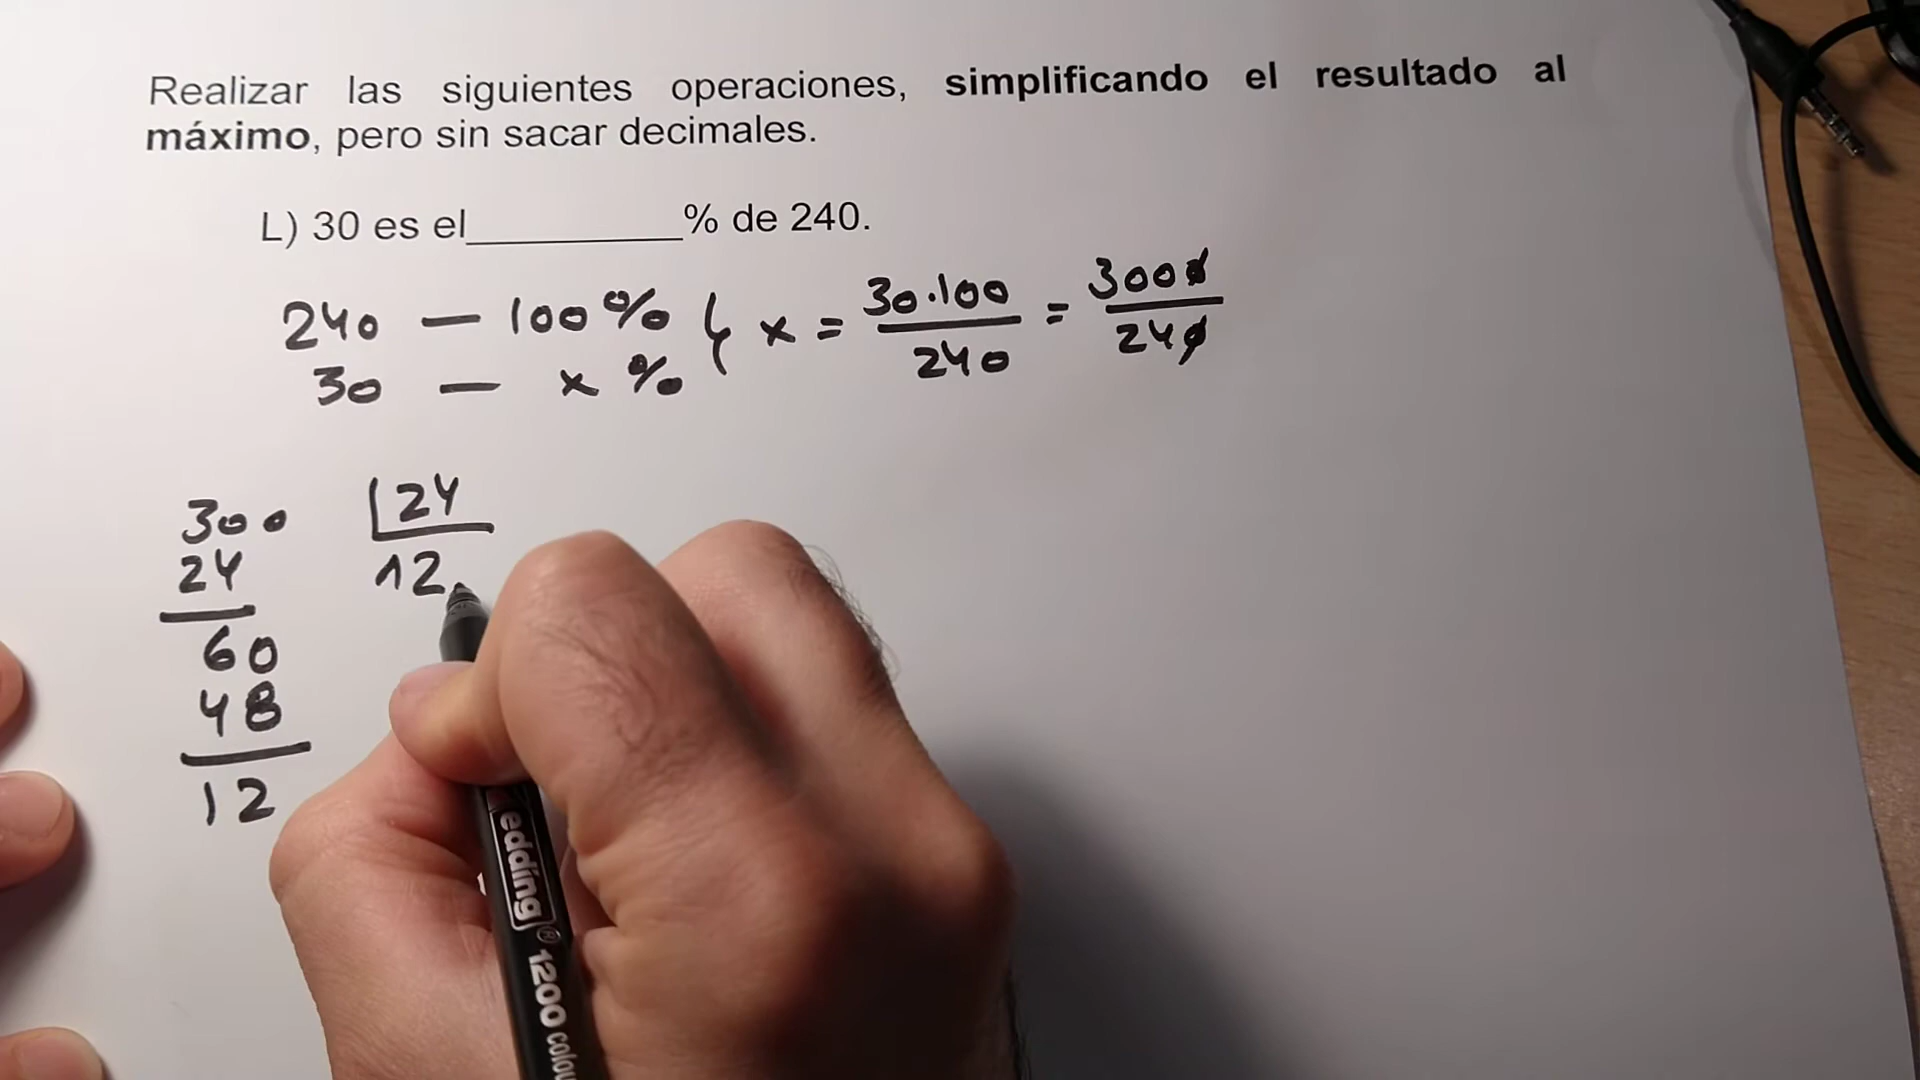 Realizar las siguientes operaciones, simplificando el resultado al
máximo, pero sin sacar decimales.
L) 30 es el__________% de 240.
240 — 100% } x = 30·100/240 = 3000/240
30 — x %
300 |24
24 12,
60
48
12
edding® 1200